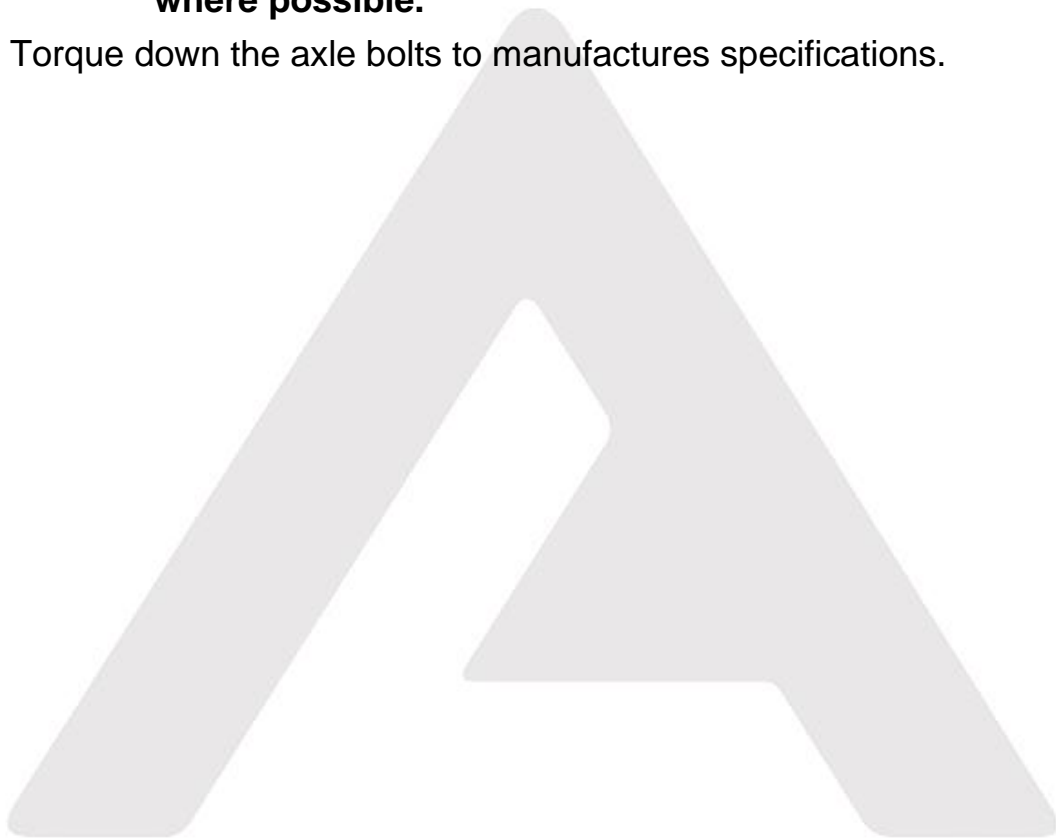 where possible.
Torque down the axle bolts to manufactures specifications.